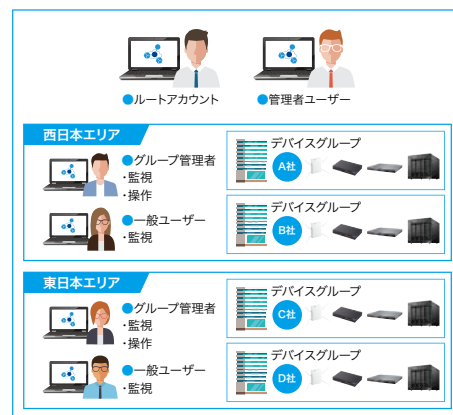 ●ルートアカウント
●管理者ユーザー
西日本エリア
●グループ管理者
・監視
・操作
●一般ユーザー
・監視
デバイスグループ
A社
デバイスグループ
B社
東日本エリア
●グループ管理者
・監視
・操作
●一般ユーザー
・監視
デバイスグループ
C社
デバイスグループ
D社